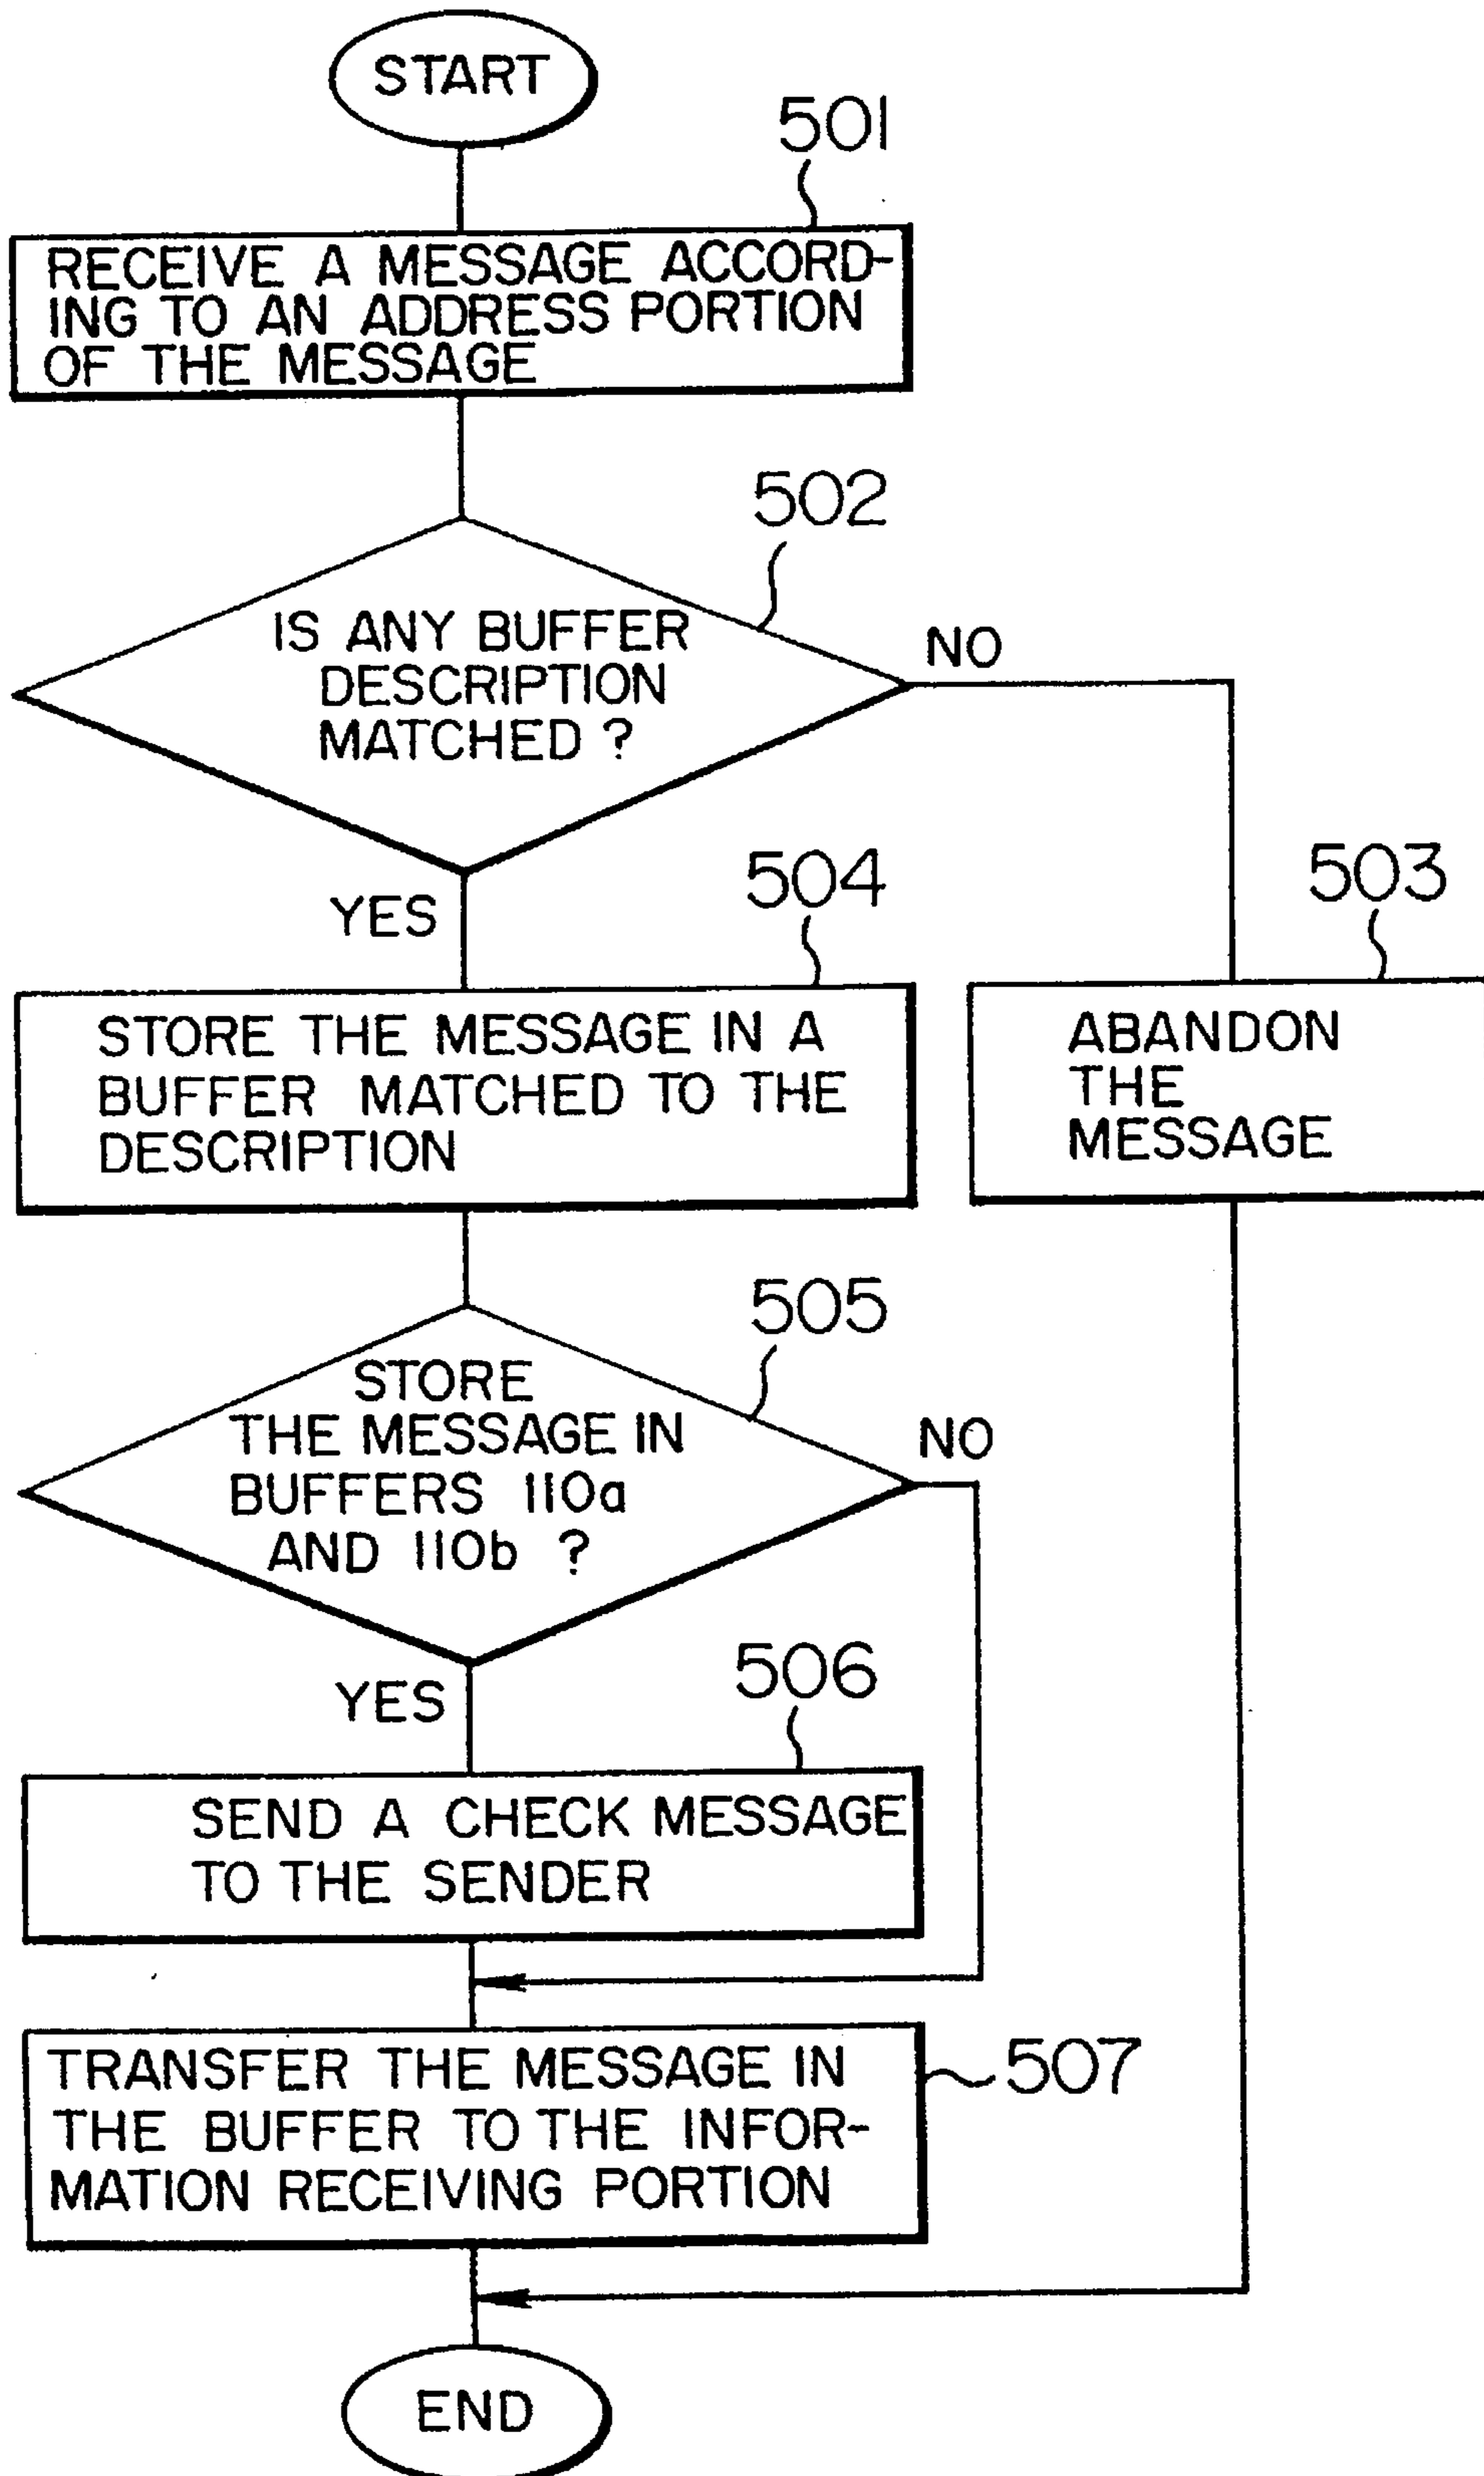 START
501
RECEIVE A MESSAGE ACCORD-
ING TO AN ADDRESS PORTION
OF THE MESSAGE
502
IS ANY BUFFER
DESCRIPTION
MATCHED ?
NO
YES
504
STORE THE MESSAGE IN A
BUFFER MATCHED TO THE
DESCRIPTION
503
ABANDON
THE
MESSAGE
505
STORE
THE MESSAGE IN
BUFFERS 110a
AND 110b ?
NO
YES
506
SEND A CHECK MESSAGE
TO THE SENDER
507
TRANSFER THE MESSAGE IN
THE BUFFER TO THE INFOR-
MATION RECEIVING PORTION
END